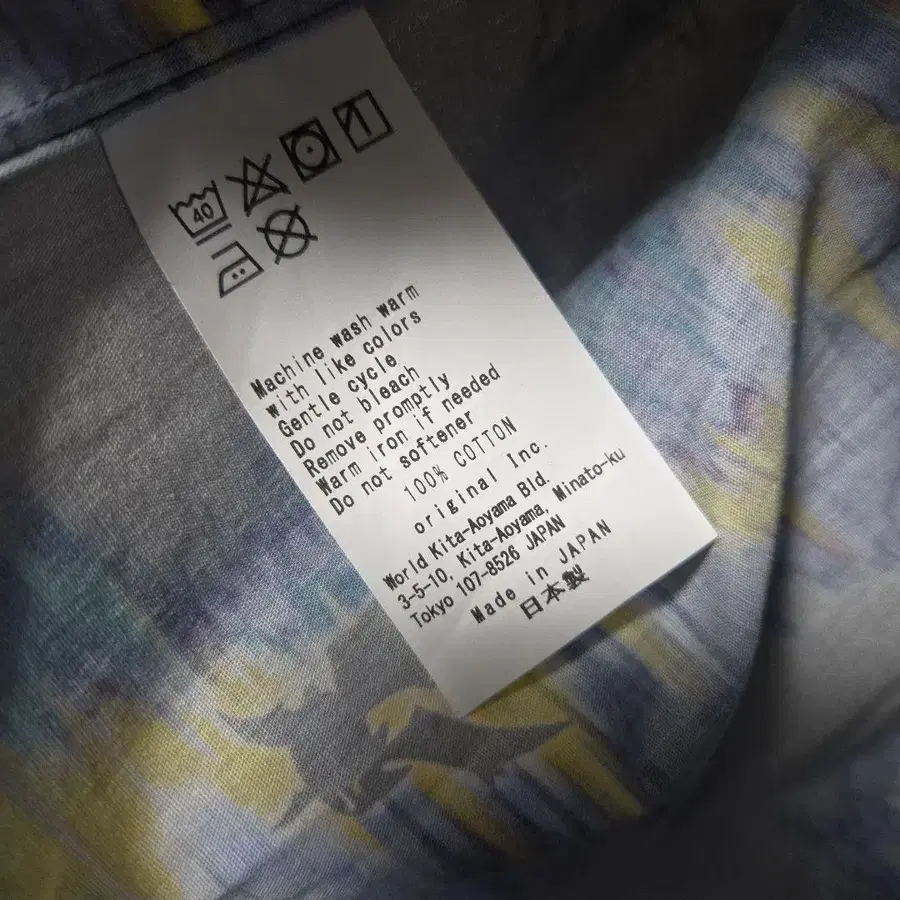 40
Machine wash warm
with like colors
Gentle cycle
Do not bleach
Remove promptly
Warm iron if needed
Do not softener
100% COTTON
original Inc.
World Kita-Aoyama Bld.
3-5-10, Kita-Aoyama, Minato-ku
Tokyo 107-8526 JAPAN
Made in JAPAN
日本製